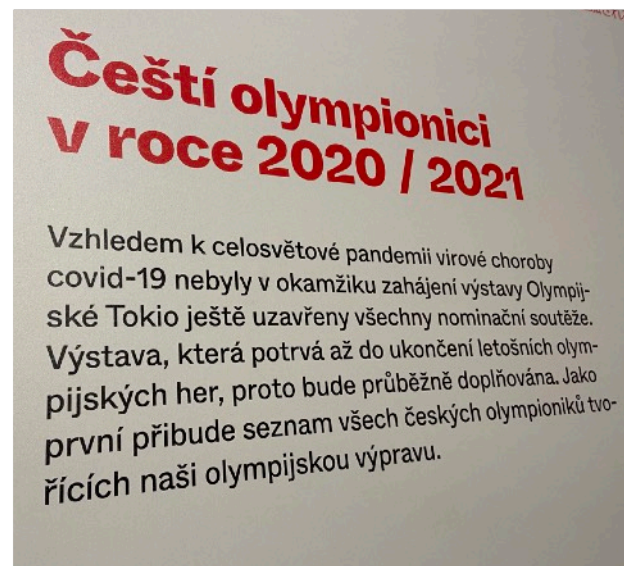 Čeští olympionici
v roce 2020 / 2021
Vzhledem k celosvětové pandemii virové choroby
covid-19 nebyly v okamžiku zahájení výstavy Olympij-
ské Tokio ještě uzavřeny všechny nominační soutěže.
Výstava, která potrvá až do ukončení letošních olym-
pijských her, proto bude průběžně doplňována. Jako
první přibude seznam všech českých olympioniků tvo-
řících naši olympijskou výpravu.